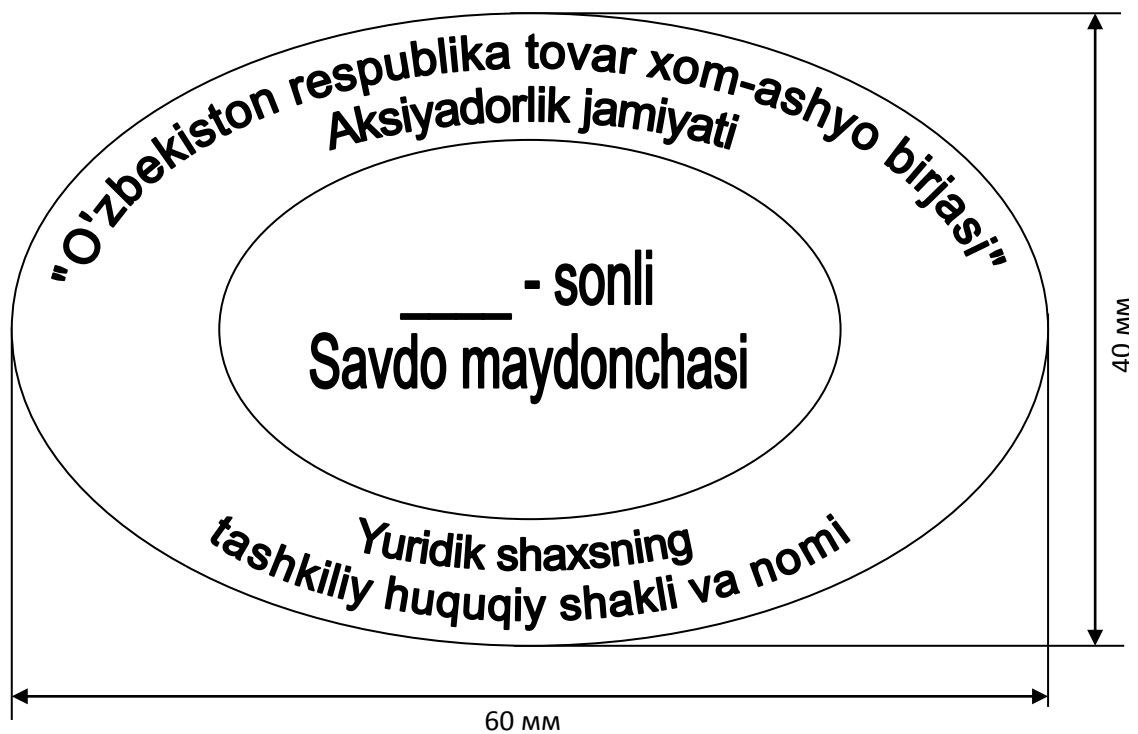 "O'zbekiston respublika tovar xom-ashyo birjasi"
Aksiyadorlik jamiyati
____ - sonli
Savdo maydonchasi
Yuridik shaxsning
tashkiliy huquqiy shakli va nomi
40 мм
60 мм